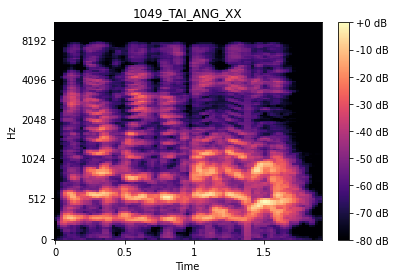 1049_TAI_ANG_XX
Hz
8192
4096
2048
1024
512
0
0
0.5
1
1.5
Time
+0 dB
-10 dB
-20 dB
-30 dB
-40 dB
-50 dB
-60 dB
-70 dB
-80 dB